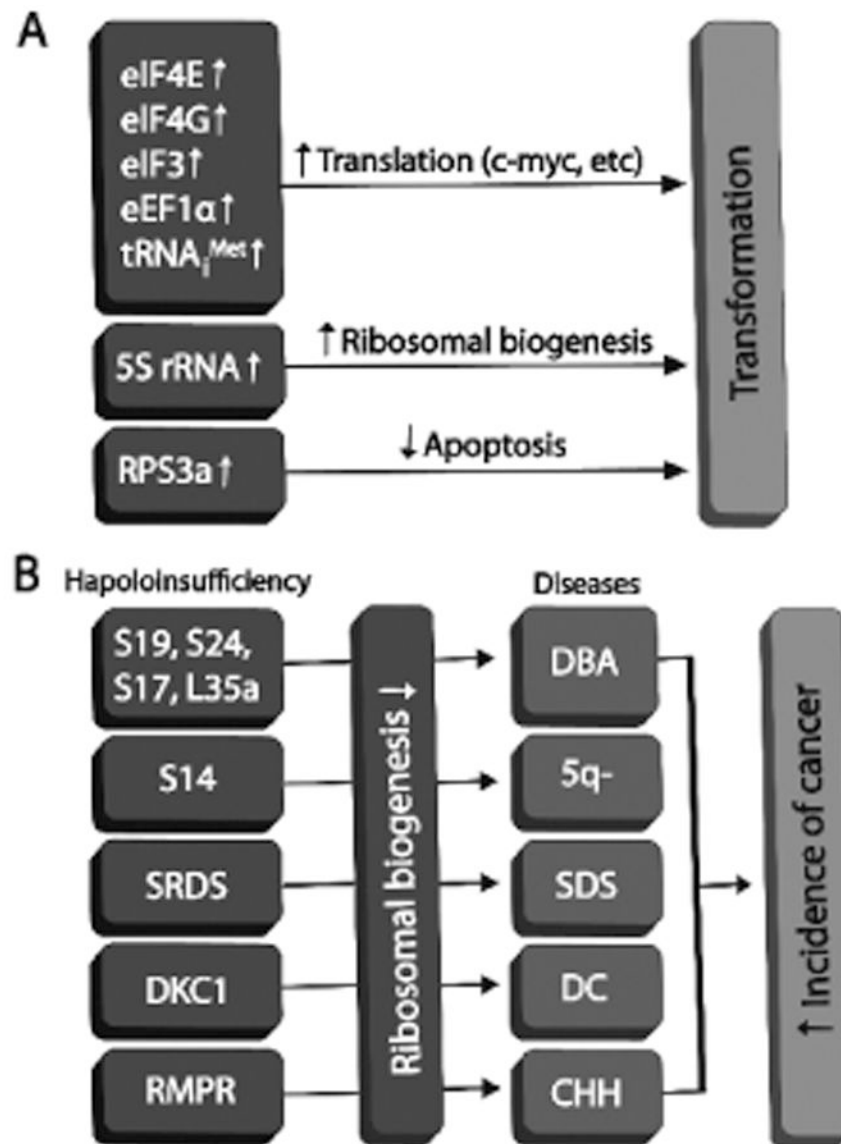 A
eIF4E ↑
eIF4G ↑
eIF3 ↑
eEF1α ↑
tRNAᵢᴹᵉᵗ ↑
↑ Translation (c-myc, etc)
5S rRNA ↑
↑ Ribosomal biogenesis
RPS3a ↑
↓ Apoptosis
Transformation
B
Hapoloinsufficiency
Diseases
S19, S24,
S17, L35a
S14
SRDS
DKC1
RMPR
Ribosomal biogenesis ↓
DBA
5q-
SDS
DC
CHH
↑ Incidence of cancer